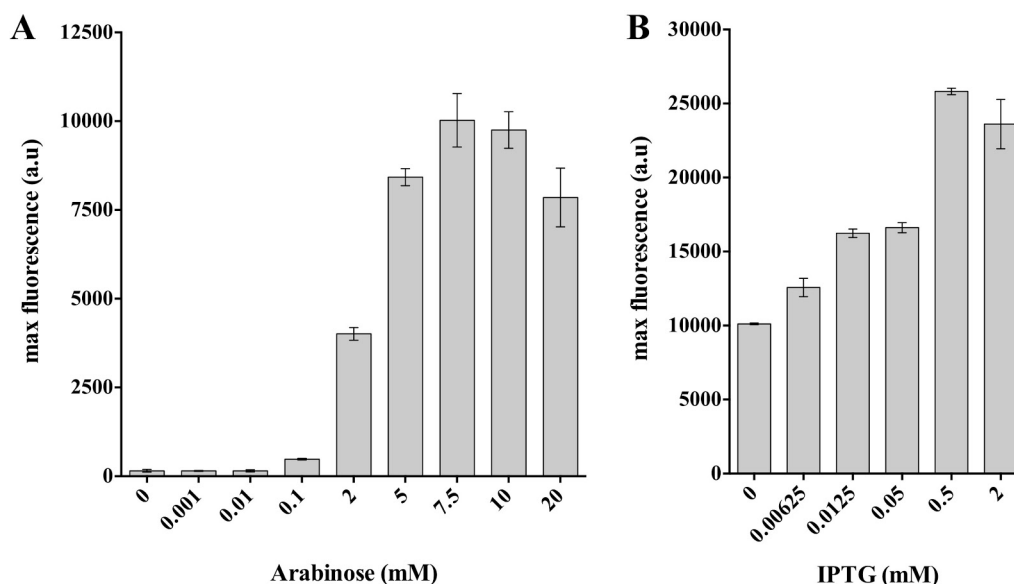 A
max fluorescence (a.u)
12500
10000
7500
5000
2500
0
0 0.001 0.01 0.1 2 5 7.5 10 20
Arabinose (mM)
B
max fluorescence (a.u)
30000
25000
20000
15000
10000
5000
0
0 0.00625 0.0125 0.05 0.5 2
IPTG (mM)